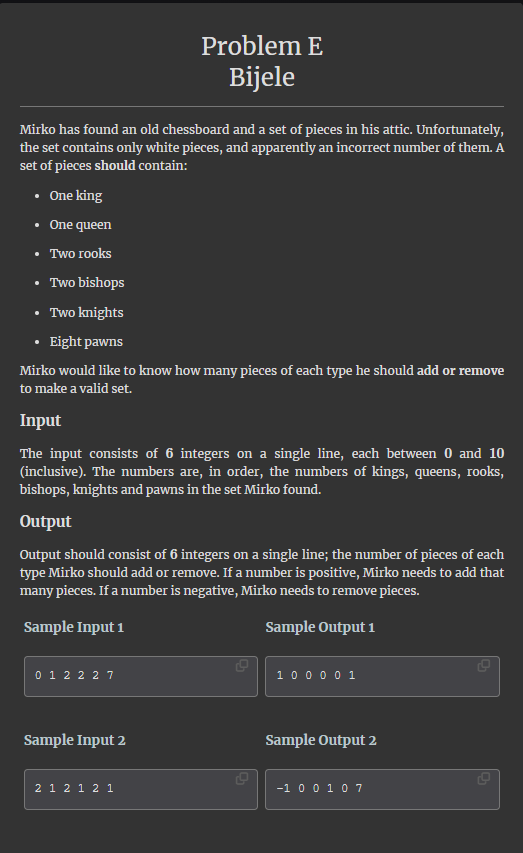 Problem E
Bijele
Mirko has found an old chessboard and a set of pieces in his attic. Unfortunately,
the set contains only white pieces, and apparently an incorrect number of them. A
set of pieces should contain:
• One king
• One queen
• Two rooks
• Two bishops
• Two knights
• Eight pawns
Mirko would like to know how many pieces of each type he should add or remove
to make a valid set.
Input
The input consists of 6 integers on a single line, each between 0 and 10
(inclusive). The numbers are, in order, the numbers of kings, queens, rooks,
bishops, knights and pawns in the set Mirko found.
Output
Output should consist of 6 integers on a single line; the number of pieces of each
type Mirko should add or remove. If a number is positive, Mirko needs to add that
many pieces. If a number is negative, Mirko needs to remove pieces.
Sample Input 1
0 1 2 2 2 7
Sample Output 1
1 0 0 0 0 1
Sample Input 2
2 1 2 1 2 1
Sample Output 2
-1 0 0 1 0 7